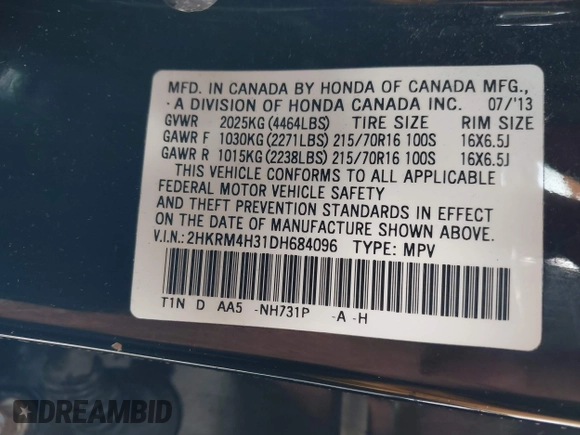 MFD. IN CANADA BY HONDA OF CANADA MFG.,
A DIVISION OF HONDA CANADA INC. 07/'13
GVWR 2025KG (4464LBS) TIRE SIZE RIM SIZE
GAWR F 1030KG (2271LBS) 215/70R16 100S 16X6.5J
GAWR R 1015KG (2238LBS) 215/70R16 100S 16X6.5J
THIS VEHICLE CONFORMS TO ALL APPLICABLE
FEDERAL MOTOR VEHICLE SAFETY
AND THEFT PREVENTION STANDARDS IN EFFECT
ON THE DATE OF MANUFACTURE SHOWN ABOVE.
V.I.N.: 2HKRM4H31DH684096 TYPE: MPV
T1N D AA5 -NH731P -A -H
DREAMBID